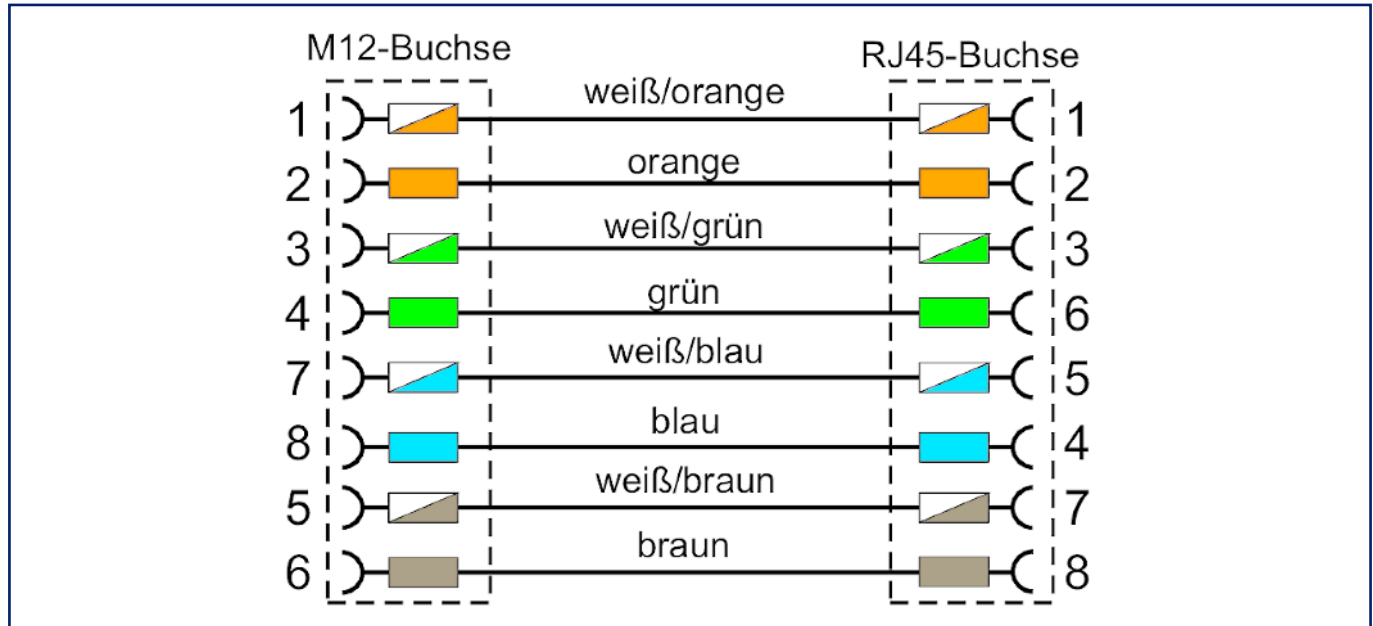 M12-Buchse RJ45-Buchse
1 weiß/orange 1
2 orange 2
3 weiß/grün 3
4 grün 6
7 weiß/blau 5
8 blau 4
5 weiß/braun 7
6 braun 8